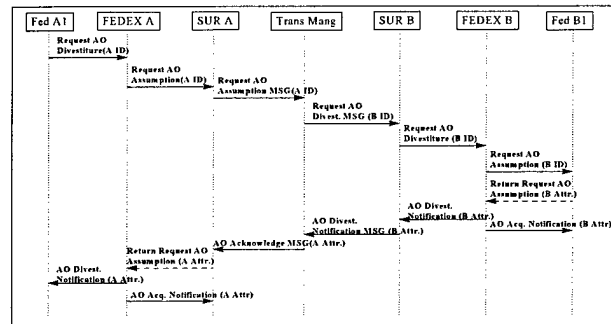 Fed A1 FEDEX A SUR A Trans Mang SUR B FEDEX B Fed B1
Request AO
Divestiture(A ID)
Request AO
Assumption(A ID)
Request AO
Assumption MSG(A ID)
Request AO
Divest. MSG (B ID)
Request AO
Divestiture (B ID)
Request AO
Assumption (B ID)
Return Request AO
Assumption (B Attr.)
AO Divest.
Notification (B Attr.)
AO Acq. Notification (B Attr)
AO Divest.
Notification MSG (B Attr.)
AO Acknowledge MSG(A Attr.)
Return Request AO
Assumption (A Attr.)
AO Divest.
Notification (A Attr.)
AO Acq. Notification (A Attr)